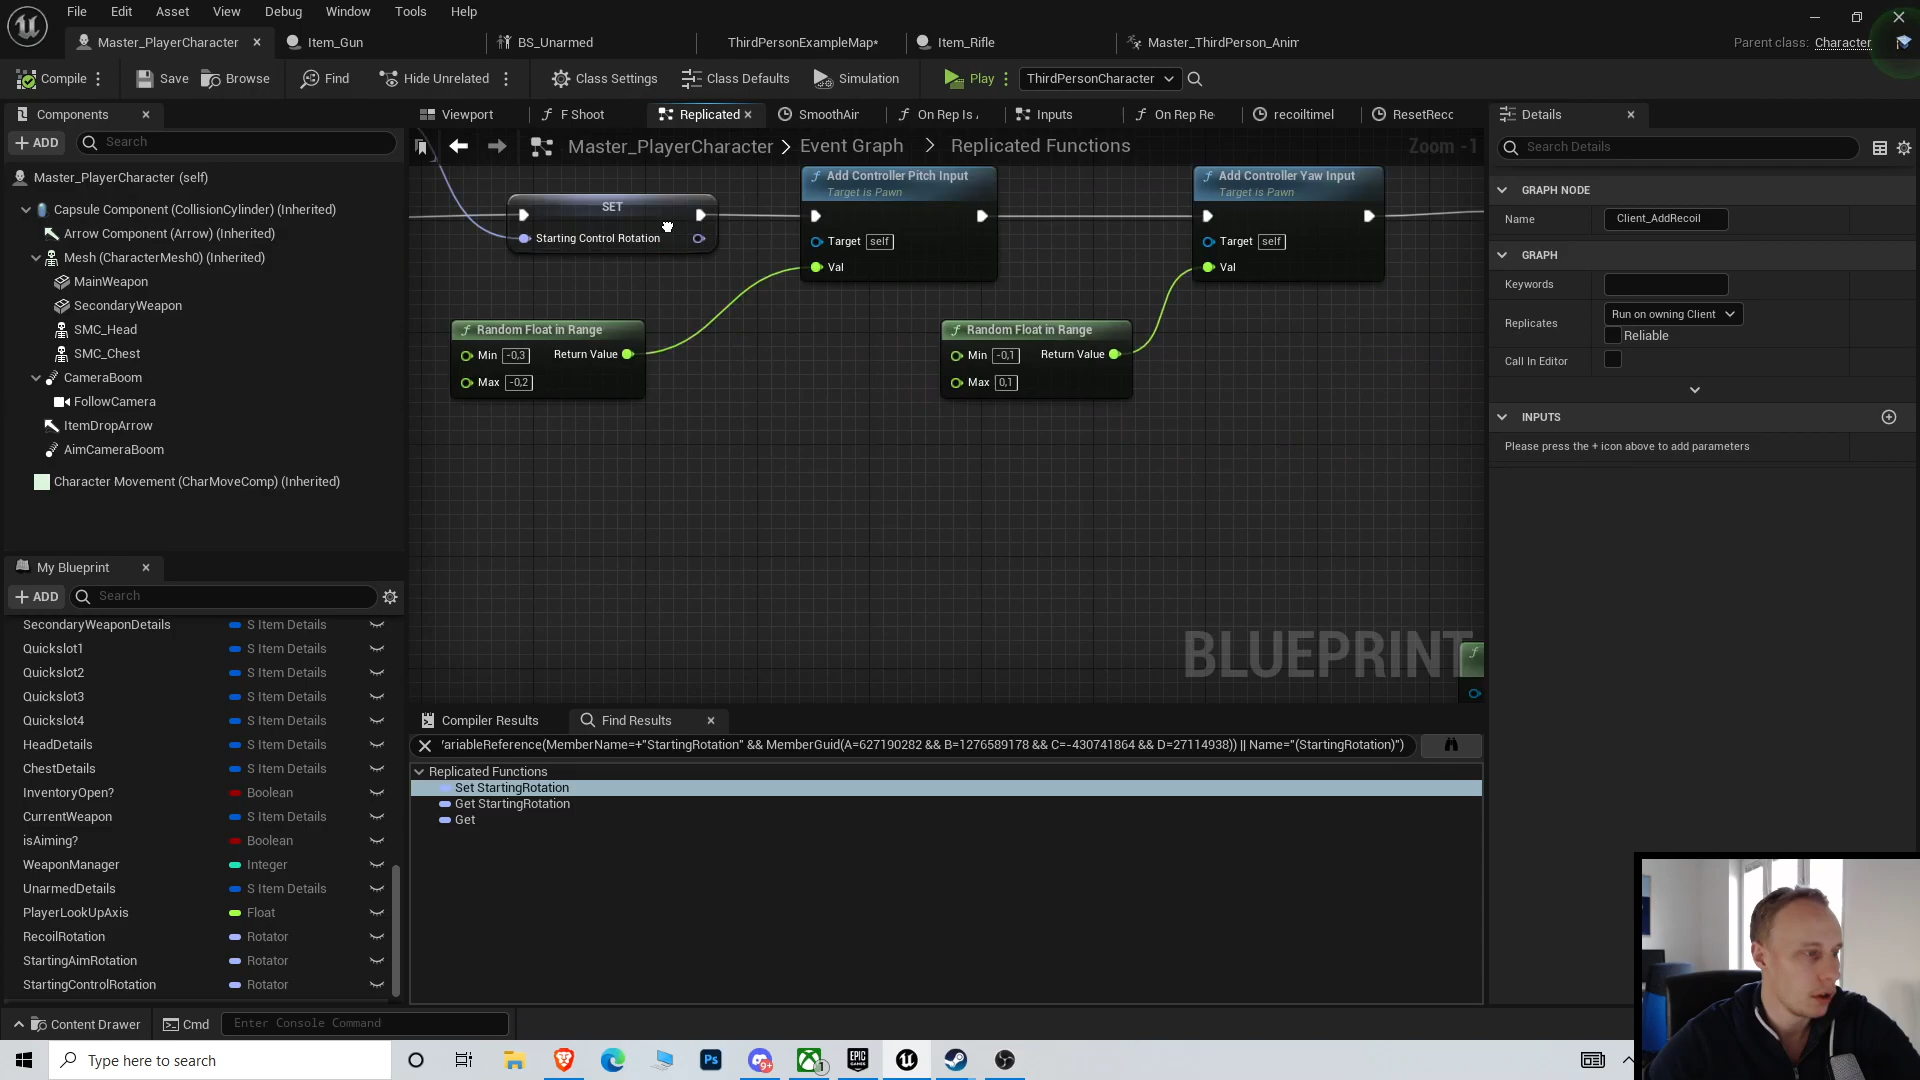 File Edit Asset View Debug Window Tools Help
Master_PlayerCharacter Item_Gun BS_Unarmed ThirdPersonExampleMap* Item_Rifle Master_ThirdPerson_Anim Parent class: Character
Compile Save Browse Find Hide Unrelated Class Settings Class Defaults Simulation Play ThirdPersonCharacter
Components Viewport F Shoot Replicated SmoothAim On Rep Is Inputs On Rep Re recoiltimel ResetRecc Details
ADD Search Master_PlayerCharacter > Event Graph > Replicated Functions Zoom -1 Search Details
Master_PlayerCharacter (self)
Capsule Component (CollisionCylinder) (Inherited)
Arrow Component (Arrow) (Inherited)
Mesh (CharacterMesh0) (Inherited)
MainWeapon
SecondaryWeapon
SMC_Head
SMC_Chest
CameraBoom
FollowCamera
ItemDropArrow
AimCameraBoom
Character Movement (CharMoveComp) (Inherited)
SET
Starting Control Rotation
Add Controller Pitch Input
Target is Pawn
Target self
Val
Add Controller Yaw Input
Target is Pawn
Target self
Val
Random Float in Range
Min -0,3 Return Value
Max -0,2
Random Float in Range
Min -0,1 Return Value
Max 0,1
BLUEPRINT
GRAPH NODE
Name Client_AddRecoil
GRAPH
Keywords
Replicates Run on owning Client
Reliable
Call In Editor
INPUTS
Please press the + icon above to add parameters
My Blueprint
ADD Search
SecondaryWeaponDetails S Item Details
Quickslot1 S Item Details
Quickslot2 S Item Details
Quickslot3 S Item Details
Quickslot4 S Item Details
HeadDetails S Item Details
ChestDetails S Item Details
InventoryOpen? Boolean
CurrentWeapon S Item Details
isAiming? Boolean
WeaponManager Integer
UnarmedDetails S Item Details
PlayerLookUpAxis Float
RecoilRotation Rotator
StartingAimRotation Rotator
StartingControlRotation Rotator
Compiler Results Find Results
'ariableReference(MemberName=+"StartingRotation" && MemberGuid(A=627190282 && B=1276589178 && C=-430741864 && D=27114938)) || Name="(StartingRotation)")
Replicated Functions
Set StartingRotation
Get StartingRotation
Get
Content Drawer Cmd Enter Console Command
Type here to search
Ps 9+ EPIC GAMES 1